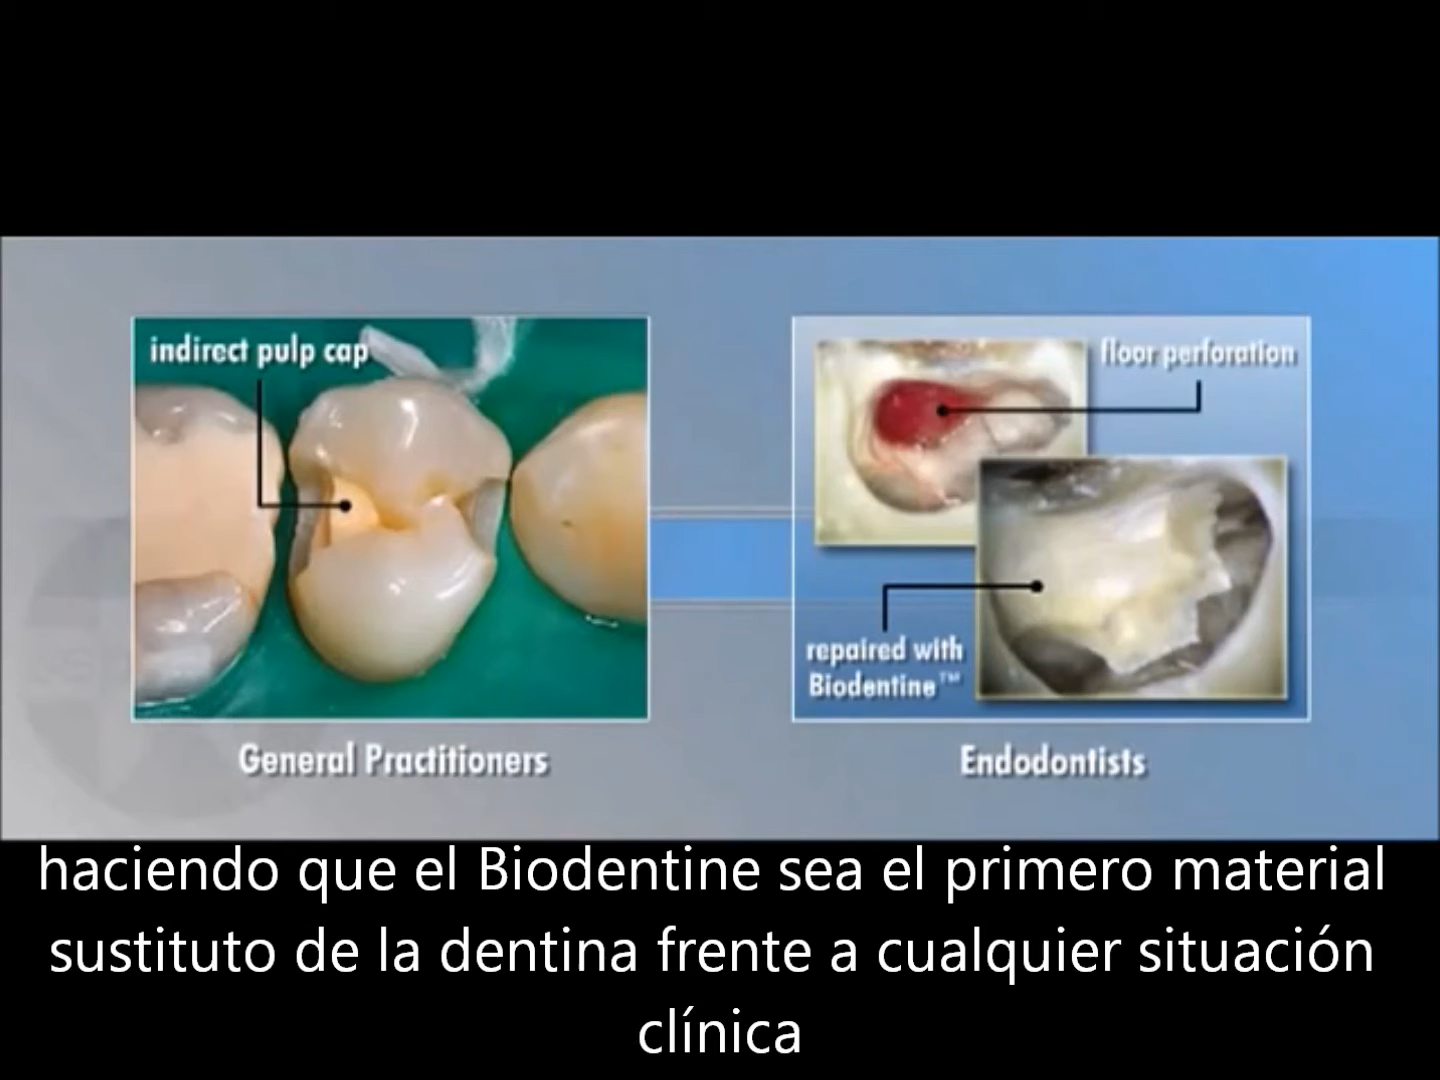 indirect pulp cap
floor perforation
repaired with
Biodentine™
General Practitioners
Endodontists
haciendo que el Biodentine sea el primero material
sustituto de la dentina frente a cualquier situación
clínica